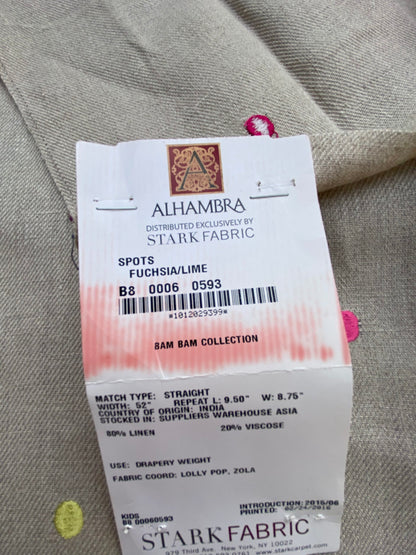 A
ALHAMBRA
DISTRIBUTED EXCLUSIVELY BY
STARK FABRIC
SPOTS
FUCHSIA/LIME
B8 0006 0593
*1012029399*
BAM BAM COLLECTION
MATCH TYPE: STRAIGHT
WIDTH: 52" REPEAT L: 9.50" W: 8.75"
COUNTRY OF ORIGIN: INDIA
STOCKED IN: SUPPLIERS WAREHOUSE ASIA
80% LINEN 20% VISCOSE
USE: DRAPERY WEIGHT
FABRIC COORD: LOLLY POP, ZOLA
KIDS
B8 00060593
INTRODUCTION: 2015/06
PRINTED: 02/24/2016
STARK FABRIC
979 Third Ave New York, NY 10022
www.starkcarpet.com